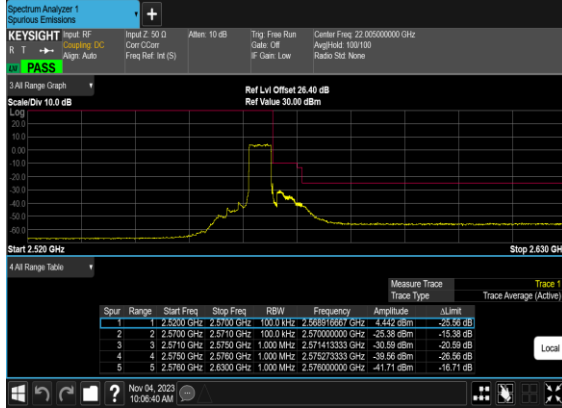 Spectrum Analyzer 1
Spurious Emissions
+
KEYSIGHT Input: RF
Coupling: DC
Align: Auto
R T
PASS
Input Z: 50 Ω
Corr CCorr
Freq Ref: Int (S)
Atten: 10 dB
Trig: Free Run
Gate: Off
IF Gain: Low
Center Freq: 22.005000000 GHz
Avg|Hold: 100/100
Radio Std: None
3 All Range Graph
Scale/Div 10.0 dB
Ref Lvl Offset 26.40 dB
Ref Value 30.00 dBm
Log
20.0
10.0
0.00
-10.0
-20.0
-30.0
-40.0
-50.0
-60.0
Start 2.520 GHz
Stop 2.630 GH
4 All Range Table
Measure Trace Trace 1
Trace Type Trace Average (Active)
Spur Range Start Freq Stop Freq RBW Frequency Amplitude ΔLimit
1 1 2.5200 GHz 2.5700 GHz 100.0 kHz 2.568916667 GHz 4.442 dBm -25.56 dB
2 2 2.5700 GHz 2.5710 GHz 100.0 kHz 2.570000000 GHz -25.38 dBm -15.38 dB
3 3 2.5710 GHz 2.5750 GHz 1.000 MHz 2.571413333 GHz -30.59 dBm -20.59 dB
4 4 2.5750 GHz 2.5760 GHz 1.000 MHz 2.575273333 GHz -39.56 dBm -26.56 dB
5 5 2.5760 GHz 2.6300 GHz 1.000 MHz 2.576000000 GHz -41.71 dBm -16.71 dB
Local
?
Nov 04, 2023
10:06:40 AM